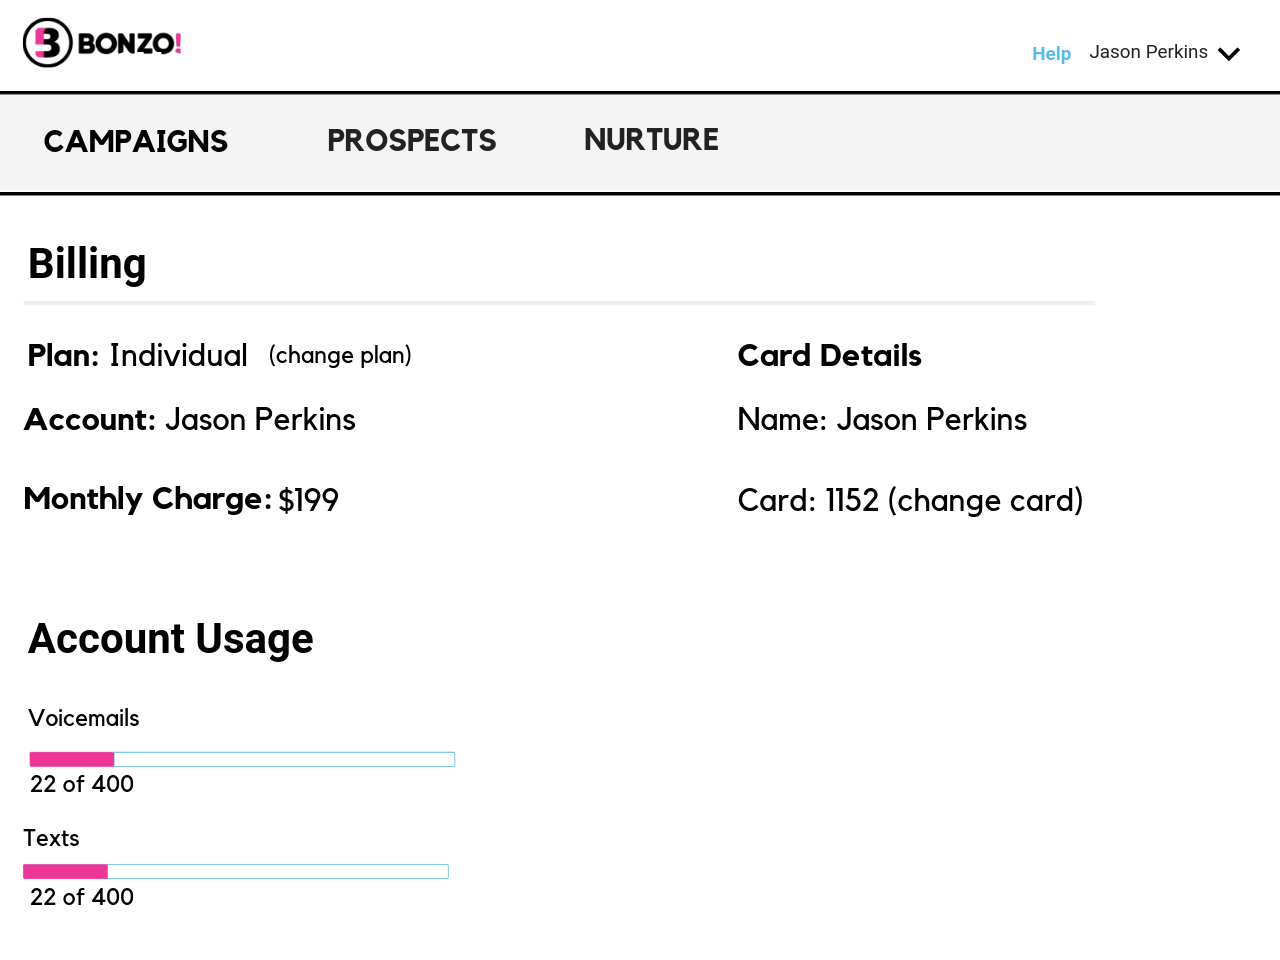 BONZO!
Help Jason Perkins
CAMPAIGNS PROSPECTS NURTURE
Billing
Plan: Individual (change plan)
Account: Jason Perkins
Monthly Charge: $199
Card Details
Name: Jason Perkins
Card: 1152 (change card)
Account Usage
Voicemails
22 of 400
Texts
22 of 400